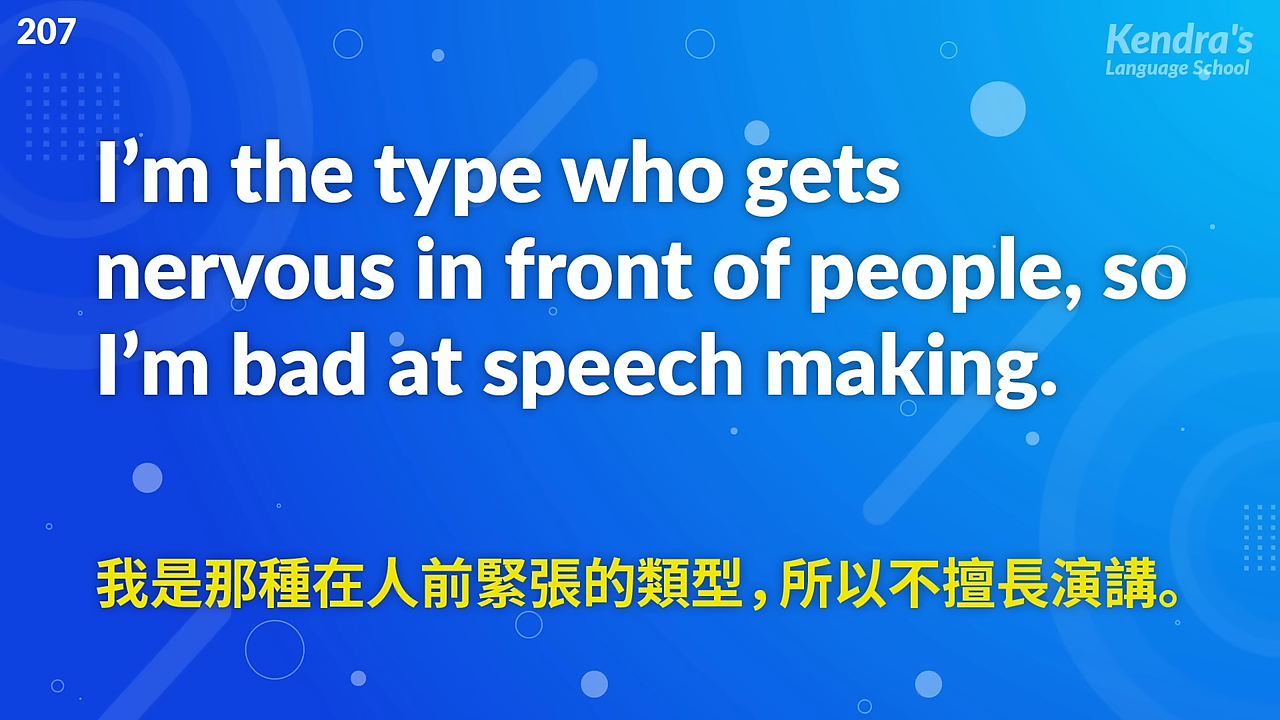 207
Kendra's
Language School
I’m the type who gets
nervous in front of people, so
I’m bad at speech making.
我是那種在人前緊張的類型，所以不擅長演講。